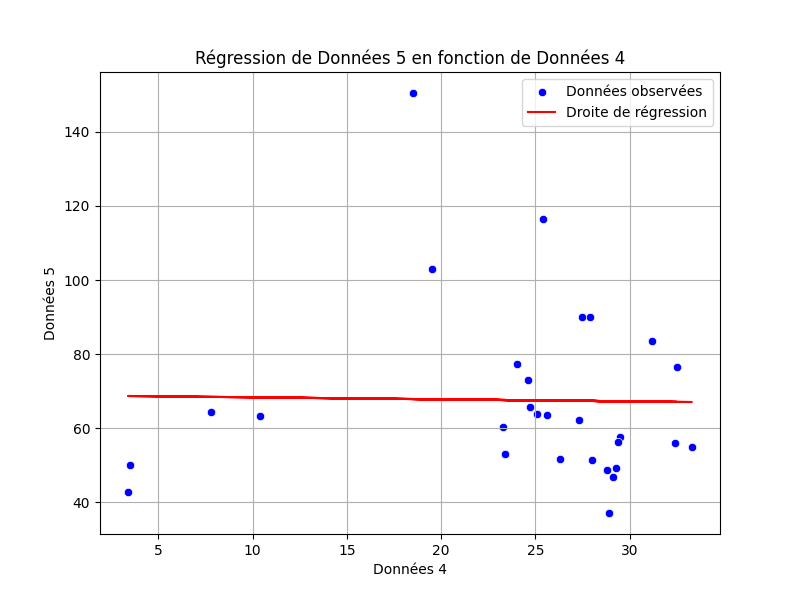 Régression de Données 5 en fonction de Données 4
Données observées
Droite de régression
140
120
100
80
60
40
Données 5
5 10 15 20 25 30
Données 4